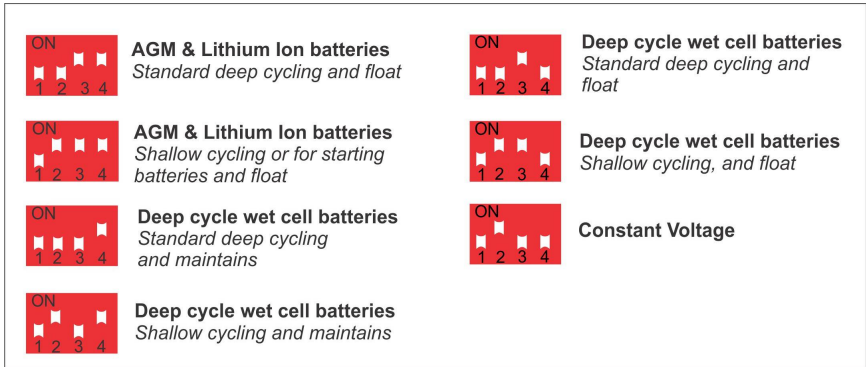 ON
1 2 3 4
AGM & Lithium Ion batteries
Standard deep cycling and float
ON
1 2 3 4
AGM & Lithium Ion batteries
Shallow cycling or for starting
batteries and float
ON
1 2 3 4
Deep cycle wet cell batteries
Standard deep cycling
and maintains
ON
1 2 3 4
Deep cycle wet cell batteries
Shallow cycling and maintains
ON
1 2 3 4
Deep cycle wet cell batteries
Standard deep cycling and
float
ON
1 2 3 4
Deep cycle wet cell batteries
Shallow cycling, and float
ON
1 2 3 4
Constant Voltage